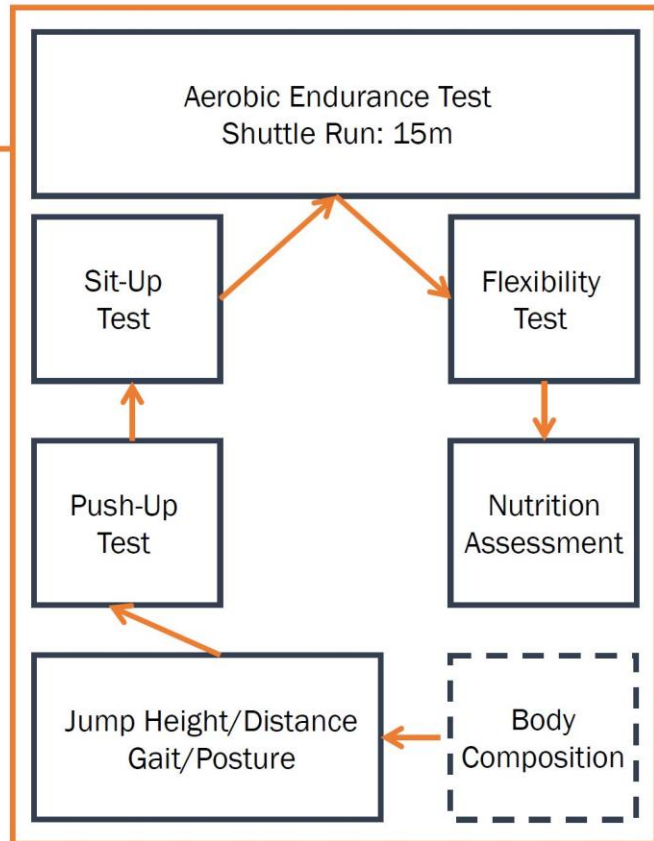 Aerobic Endurance Test
Shuttle Run: 15m
Sit-Up
Test
Flexibility
Test
Push-Up
Test
Nutrition
Assessment
Jump Height/Distance
Gait/Posture
Body
Composition